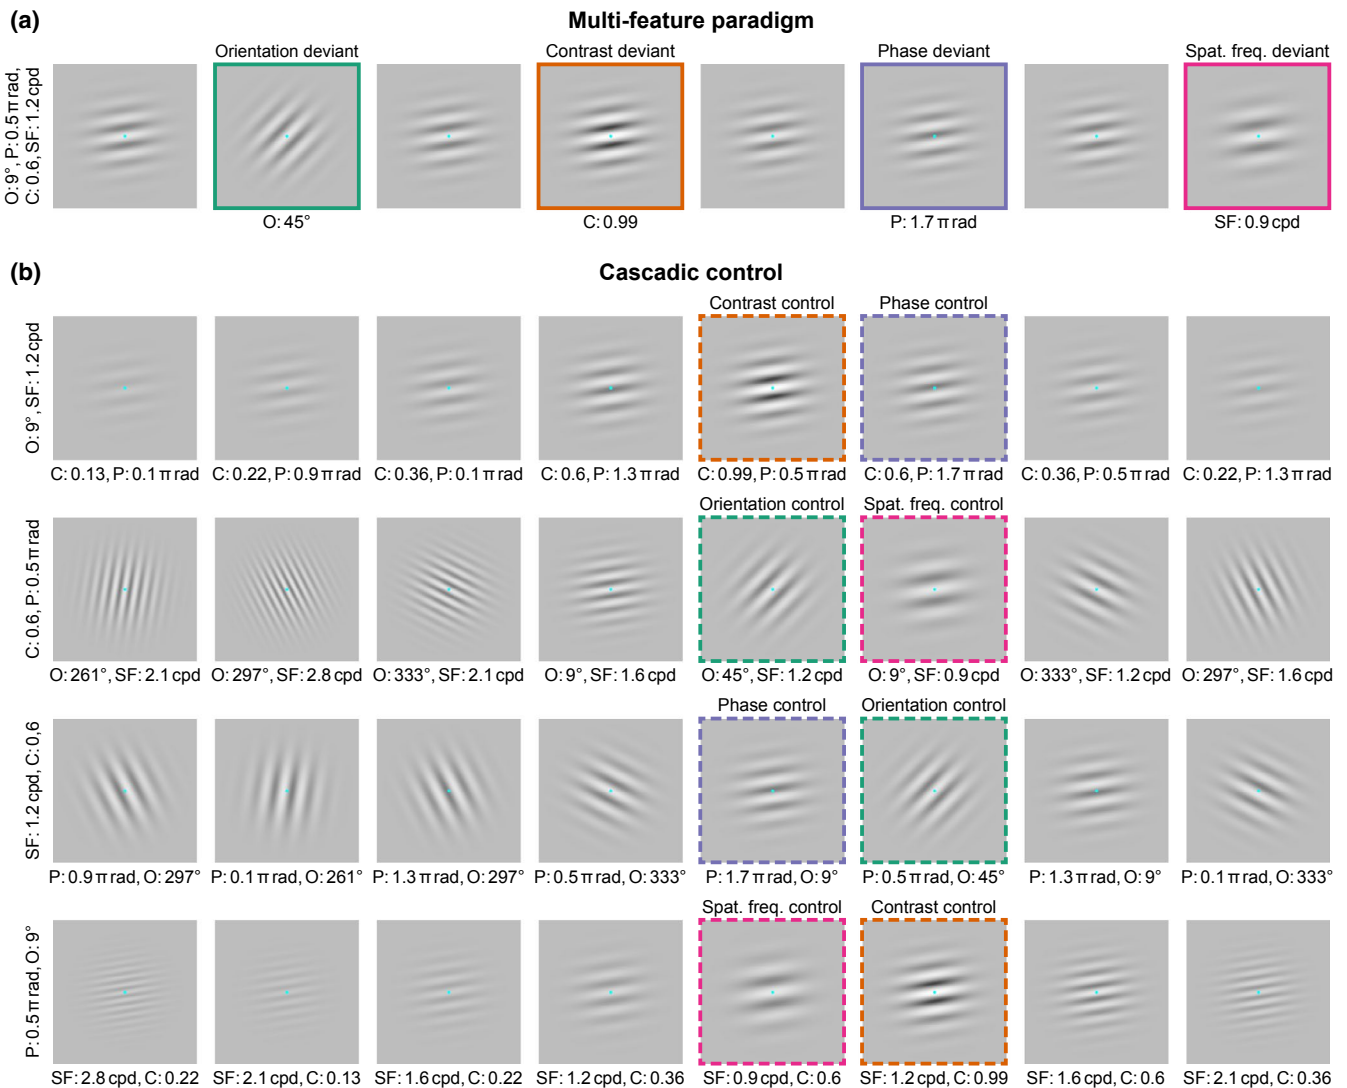 (a)
Multi-feature paradigm
Orientation deviant
Contrast deviant
Phase deviant
Spat. freq. deviant
O: 9°, P: 0.5 π rad,
C: 0.6, SF: 1.2 cpd
O: 45°
C: 0.99
P: 1.7 π rad
SF: 0.9 cpd
(b)
Cascadic control
Contrast control
Phase control
O: 9°, SF: 1.2 cpd
C: 0.13, P: 0.1 π rad
C: 0.22, P: 0.9 π rad
C: 0.36, P: 0.1 π rad
C: 0.6, P: 1.3 π rad
C: 0.99, P: 0.5 π rad
C: 0.6, P: 1.7 π rad
C: 0.36, P: 0.5 π rad
C: 0.22, P: 1.3 π rad
Orientation control
Spat. freq. control
C: 0.6, P: 0.5 π rad
O: 261°, SF: 2.1 cpd
O: 297°, SF: 2.8 cpd
O: 333°, SF: 2.1 cpd
O: 9°, SF: 1.6 cpd
O: 45°, SF: 1.2 cpd
O: 9°, SF: 0.9 cpd
O: 333°, SF: 1.2 cpd
O: 297°, SF: 1.6 cpd
Phase control
Orientation control
SF: 1.2 cpd, C: 0,6
P: 0.9 π rad, O: 297°
P: 0.1 π rad, O: 261°
P: 1.3 π rad, O: 297°
P: 0.5 π rad, O: 333°
P: 1.7 π rad, O: 9°
P: 0.5 π rad, O: 45°
P: 1.3 π rad, O: 9°
P: 0.1 π rad, O: 333°
Spat. freq. control
Contrast control
P: 0.5 π rad, O: 9°
SF: 2.8 cpd, C: 0.22
SF: 2.1 cpd, C: 0.13
SF: 1.6 cpd, C: 0.22
SF: 1.2 cpd, C: 0.36
SF: 0.9 cpd, C: 0.6
SF: 1.2 cpd, C: 0.99
SF: 1.6 cpd, C: 0.6
SF: 2.1 cpd, C: 0.36